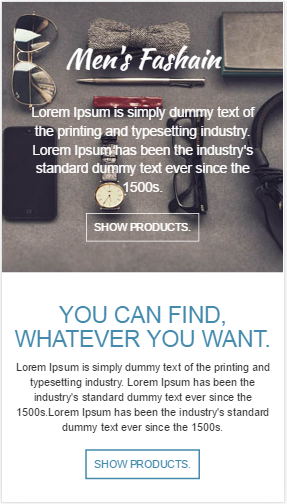 Men's Fashain
Lorem Ipsum is simply dummy text of
the printing and typesetting industry.
Lorem Ipsum has been the industry's
standard dummy text ever since the
1500s.
SHOW PRODUCTS.
YOU CAN FIND,
WHATEVER YOU WANT.
Lorem Ipsum is simply dummy text of the printing and
typesetting industry. Lorem Ipsum has been the
industry's standard dummy text ever since the
1500s.Lorem Ipsum has been the industry's standard
dummy text ever since the 1500s.
SHOW PRODUCTS.